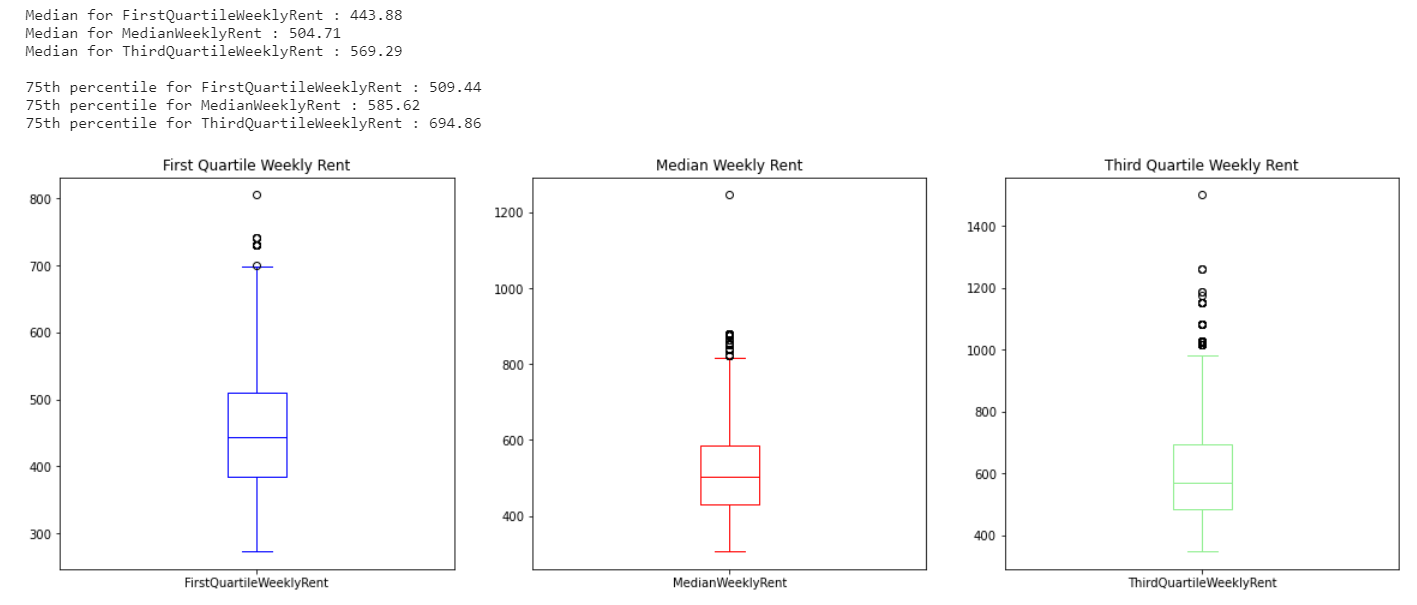 Median for FirstQuartileWeeklyRent : 443.88
Median for MedianWeeklyRent : 504.71
Median for ThirdQuartileWeeklyRent : 569.29
75th percentile for FirstQuartileWeeklyRent : 509.44
75th percentile for MedianWeeklyRent : 585.62
75th percentile for ThirdQuartileWeeklyRent : 694.86
First Quartile Weekly Rent
800
700
600
500
400
300
FirstQuartileWeeklyRent
Median Weekly Rent
1200
1000
800
600
400
MedianWeeklyRent
Third Quartile Weekly Rent
1400
1200
1000
800
600
400
ThirdQuartileWeeklyRent